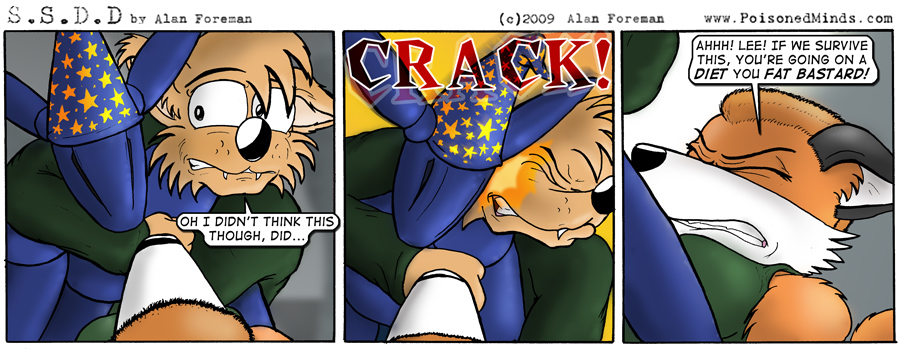 S.S.D.D by Alan Foreman (c)2009 Alan Foreman www.PoisonedMinds.com
OH I DIDN'T THINK THIS
THOUGH, DID...
CRACK!
AHHH! LEE! IF WE SURVIVE
THIS, YOU'RE GOING ON A
DIET YOU FAT BASTARD!